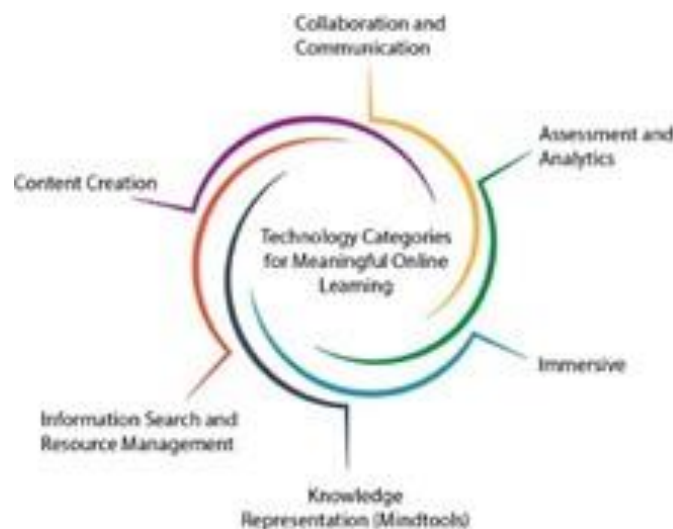 Collaboration and
Communication
Assessment and
Analytics
Content Creation
Technology Categories
for Meaningful Online
Learning
Immersive
Information Search and
Resource Management
Knowledge
Representation (Mindtools)